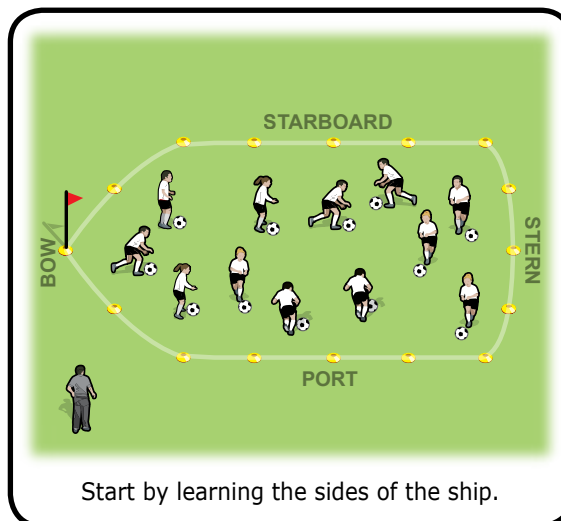 STARBOARD
BOW
STERN
PORT
Start by learning the sides of the ship.